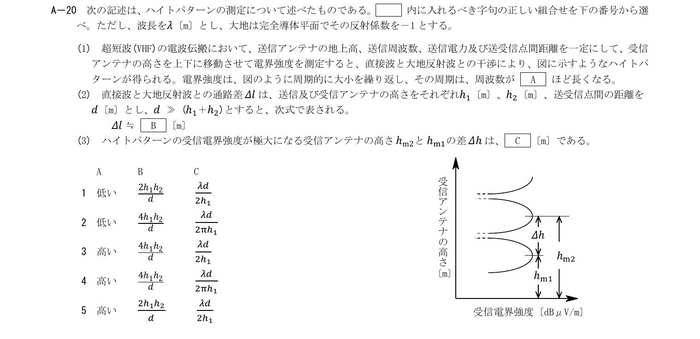 A－20 次の記述は、ハイトパターンの測定について述べたものである。□内に入れるべき字句の正しい組合せを下の番号から選
べ。ただし、波長をλ〔m〕とし、大地は完全導体平面でその反射係数を－1とする。
(1) 超短波(VHF)の電波伝搬において、送信アンテナの地上高、送信周波数、送信電力及び送受信点間距離を一定にして、受信
アンテナの高さを上下に移動させて電界強度を測定すると、直接波と大地反射波との干渉により、図に示すようなハイトパ
ターンが得られる。電界強度は、図のように周期的に大小を繰り返し、その周期は、周波数が A ほど長くなる。
(2) 直接波と大地反射波との通路差Δlは、送信及び受信アンテナの高さをそれぞれh₁〔m〕、h₂〔m〕、送受信点間の距離を
d〔m〕とし、d ≫ (h₁＋h₂)とすると、次式で表される。
Δl ≒ B〔m〕
(3) ハイトパターンの受信電界強度が極大になる受信アンテナの高さhm2とhm1の差Δhは、C〔m〕である。
A B C
1 低い 2h₁h₂/d λd/2h₁
2 低い 4h₁h₂/d λd/2πh₁
3 高い 4h₁h₂/d λd/2h₁
4 高い 4h₁h₂/d λd/2πh₁
5 高い 2h₁h₂/d λd/2h₁
受信アンテナの高さ〔m〕
Δh
hm2
hm1
受信電界強度〔dBμV/m〕